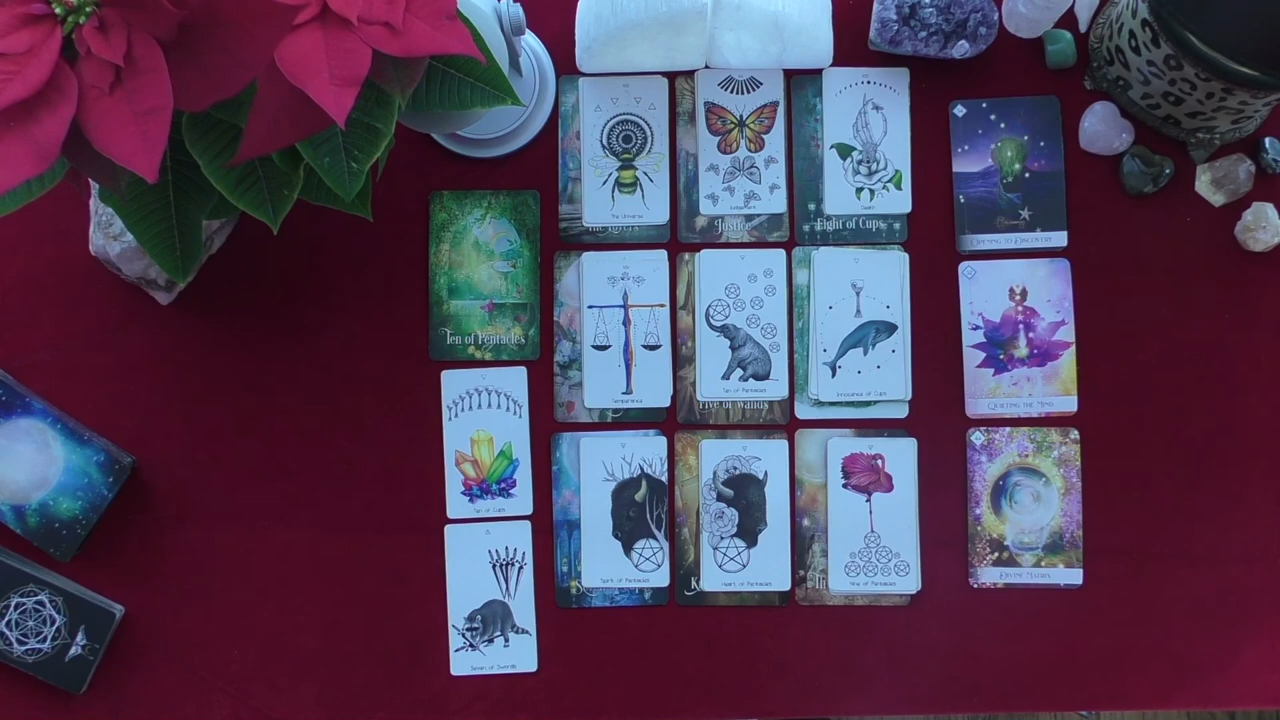 Ten of Pentacles
Ten of Cups
Seven of Swords
The Universe
The Lovers
Judgement
Justice
Death
Eight of Cups
Temperance
Ten of Pentacles
Five of Wands
Innocence of Cups
Spirit of Pentacles
Heart of Pentacles
Nine of Pentacles
Opening to Discovery
Quieting the Mind
Divine Matrix